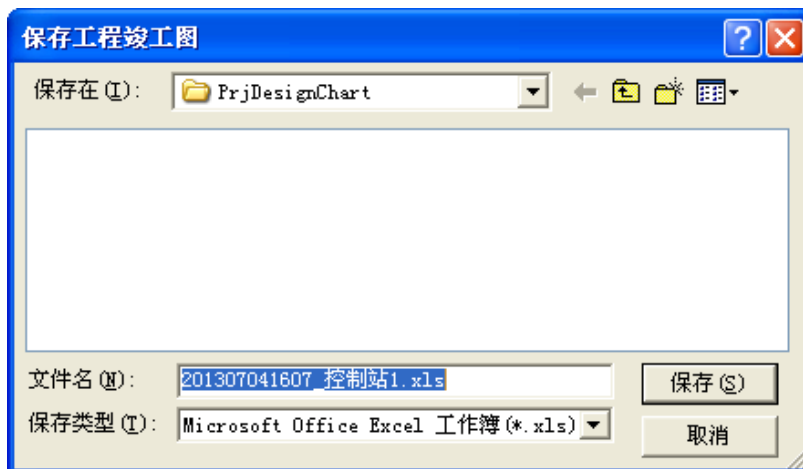 保存工程竣工图
保存在(I):
PrjDesignChart
文件名(N):
201307041607_控制站1.xls
保存(S)
保存类型(T):
Microsoft Office Excel 工作簿(*.xls)
取消